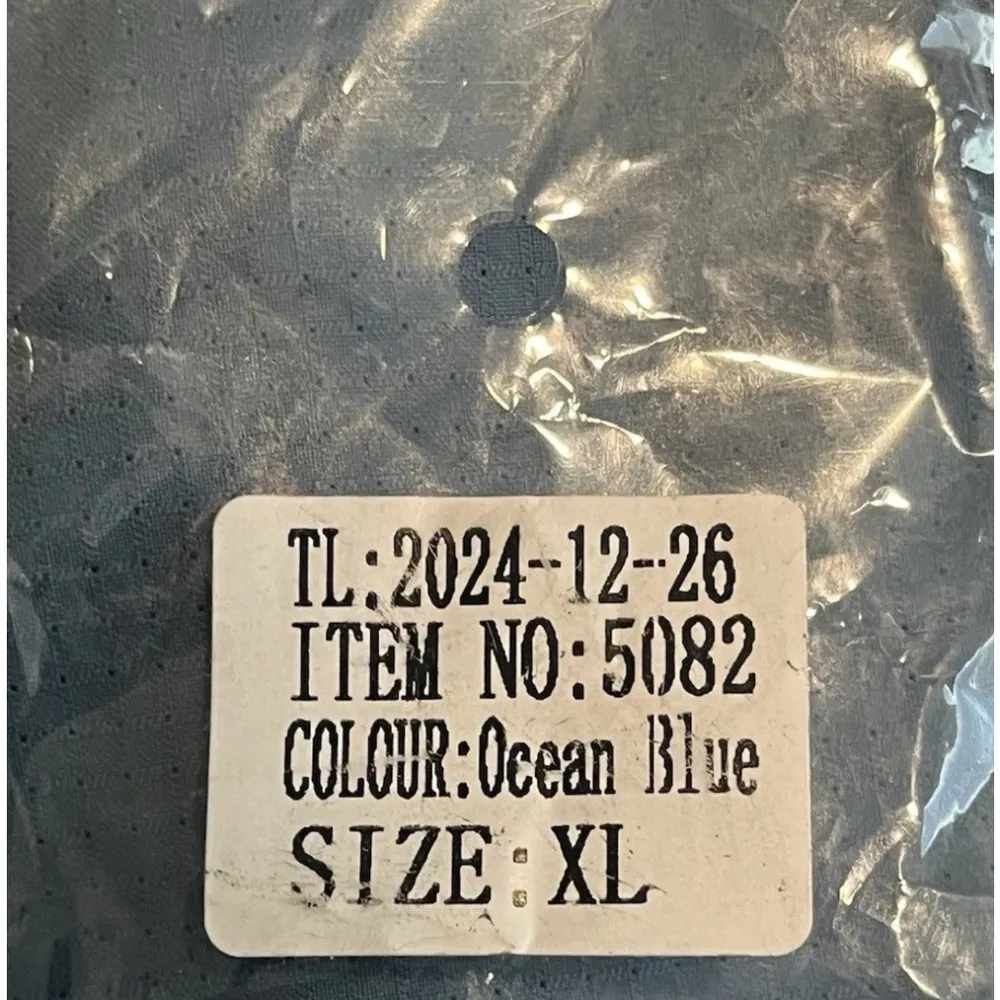 TL:2024-12-26
ITEM NO:5082
COLOUR:Ocean Blue
SIZE:XL